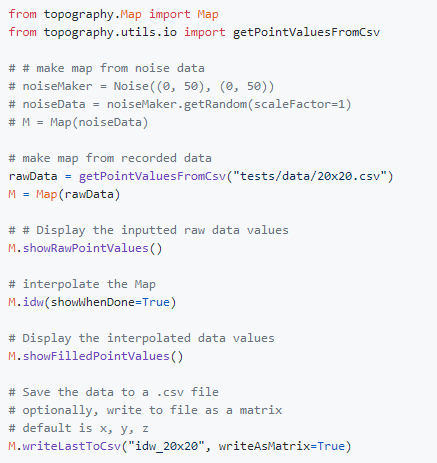 from topography.Map import Map
from topography.utils.io import getPointValuesFromCsv
# # make map from noise data
# noiseMaker = Noise((0, 50), (0, 50))
# noiseData = noiseMaker.getRandom(scaleFactor=1)
# M = Map(noiseData)
# make map from recorded data
rawData = getPointValuesFromCsv("tests/data/20x20.csv")
M = Map(rawData)
# # Display the inputted raw data values
M.showRawPointValues()
# interpolate the Map
M.idw(showWhenDone=True)
# Display the interpolated data values
M.showFilledPointValues()
# Save the data to a .csv file
# optionally, write to file as a matrix
# default is x, y, z
M.writeLastToCsv("idw_20x20", writeAsMatrix=True)